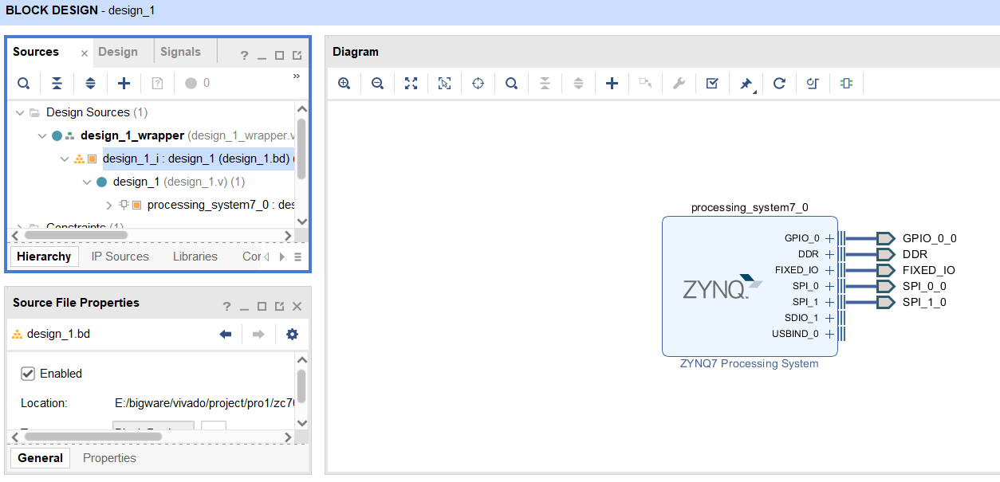 BLOCK DESIGN - design_1
Sources × Design Signals ?
0 »
Design Sources (1)
design_1_wrapper (design_1_wrapper.v
design_1_i : design_1 (design_1.bd) (
design_1 (design_1.v) (1)
processing_system7_0 : des
Constraints (1)
Hierarchy IP Sources Libraries Cor
Source File Properties ?
design_1.bd
Enabled
Location: E:/bigware/vivado/project/pro1/zc70
General Properties
Diagram
processing_system7_0
GPIO_0 GPIO_0_0
DDR DDR
FIXED_IO FIXED_IO
SPI_0 SPI_0_0
SPI_1 SPI_1_0
SDIO_1
USBIND_0
ZYNQ
ZYNQ7 Processing System